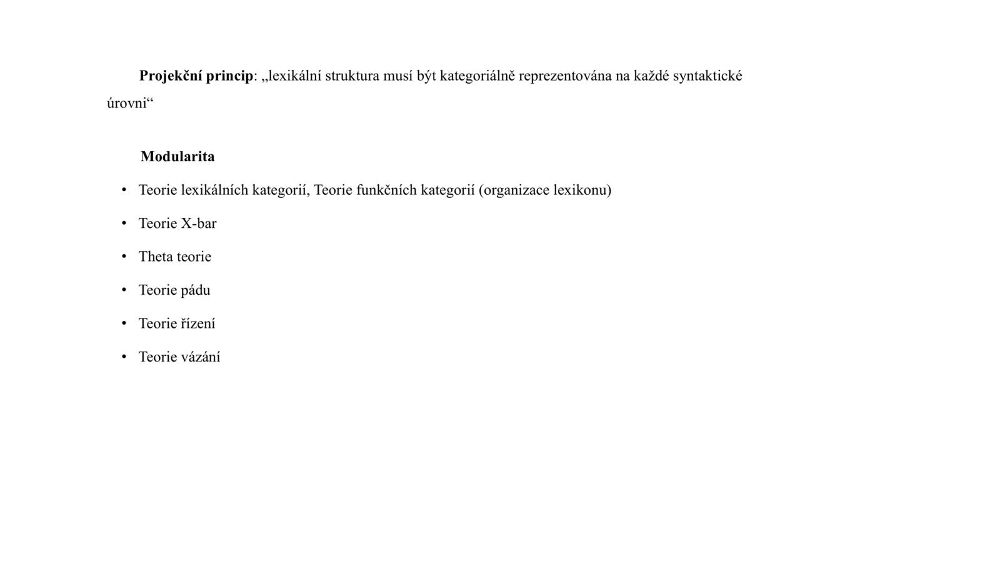 Projekční princip: „lexikální struktura musí být kategoriálně reprezentována na každé syntaktické
úrovni“
Modularita
• Teorie lexikálních kategorií, Teorie funkčních kategorií (organizace lexikonu)
• Teorie X-bar
• Theta teorie
• Teorie pádu
• Teorie řízení
• Teorie vázání